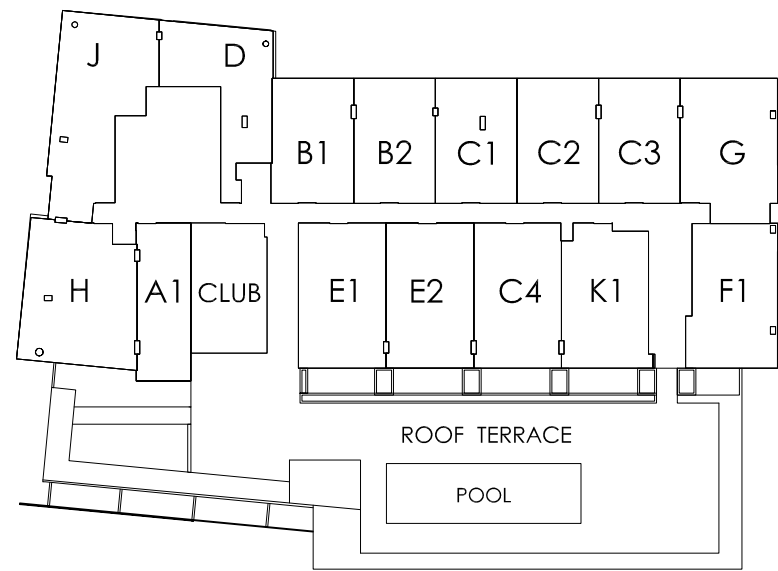 J
D
B1
B2
C1
C2
C3
G
H
A1
CLUB
E1
E2
C4
K1
F1
ROOF TERRACE
POOL